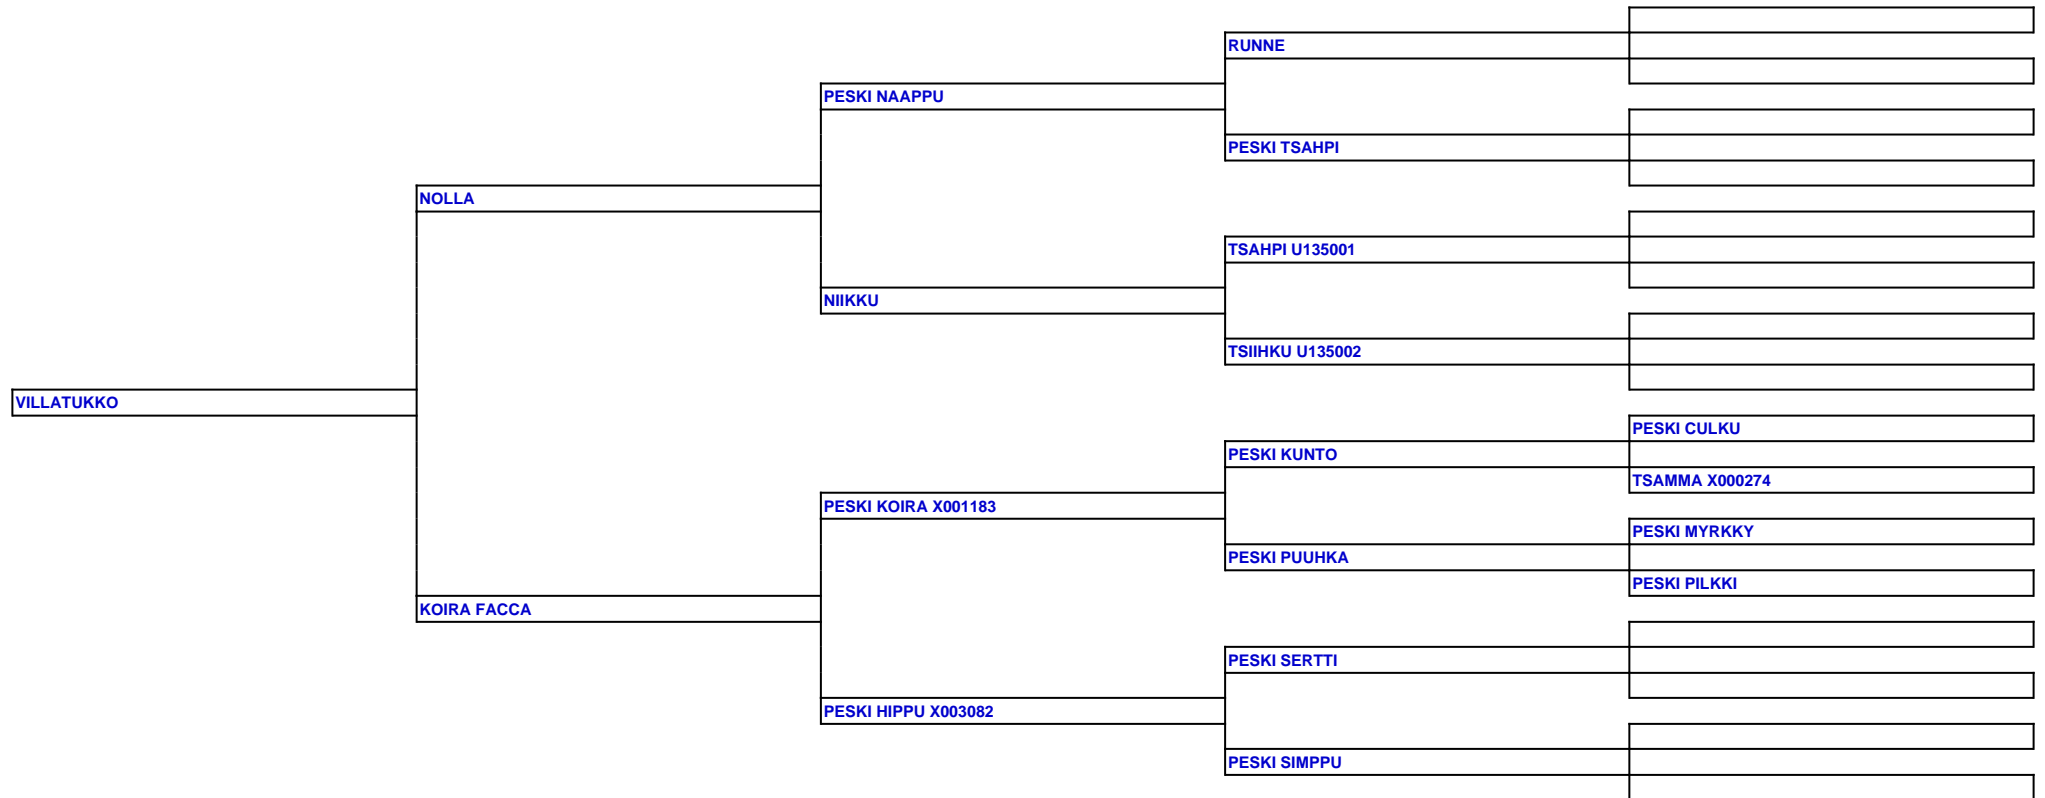 RUNNE
PESKI NAAPPU
PESKI TSAHPI
NOLLA
TSAHPI U135001
NIIKKU
TSIIHKU U135002
VILLATUKKO
PESKI CULKU
PESKI KUNTO
TSAMMA X000274
PESKI KOIRA X001183
PESKI MYRKKY
PESKI PUUHKA
PESKI PILKKI
KOIRA FACCA
PESKI SERTTI
PESKI HIPPU X003082
PESKI SIMPPU